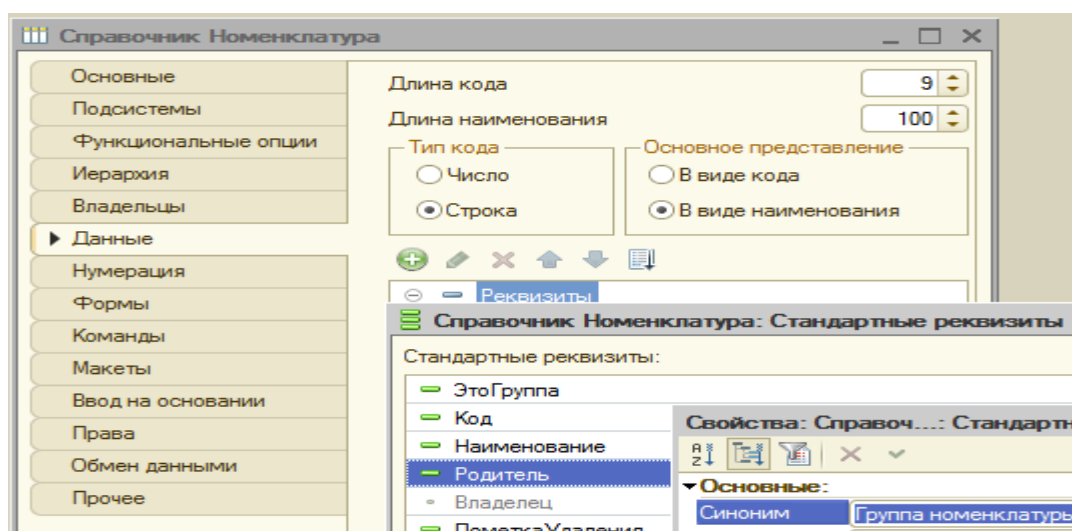 Справочник Номенклатура
Основные
Подсистемы
Функциональные опции
Иерархия
Владельцы
Данные
Нумерация
Формы
Команды
Макеты
Ввод на основании
Права
Обмен данными
Прочее
Длина кода 9
Длина наименования 100
Тип кода
Число
Строка
Основное представление
В виде кода
В виде наименования
Реквизиты
Справочник Номенклатура: Стандартные реквизиты
Стандартные реквизиты:
ЭтоГруппа
Код
Наименование
Родитель
Владелец
ПометкаУдаления
Свойства: Справоч...: Стандартн
Основные:
Синоним Группа номенклатуры